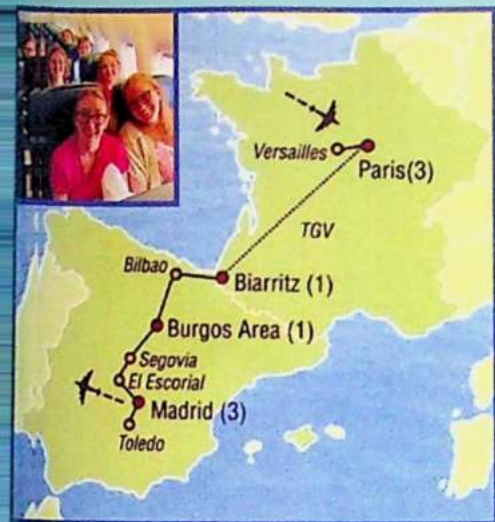 Versailles
Paris(3)
TGV
Bilbao
Biarritz (1)
Burgos Area (1)
Segovia
El Escorial
Madrid (3)
Toledo